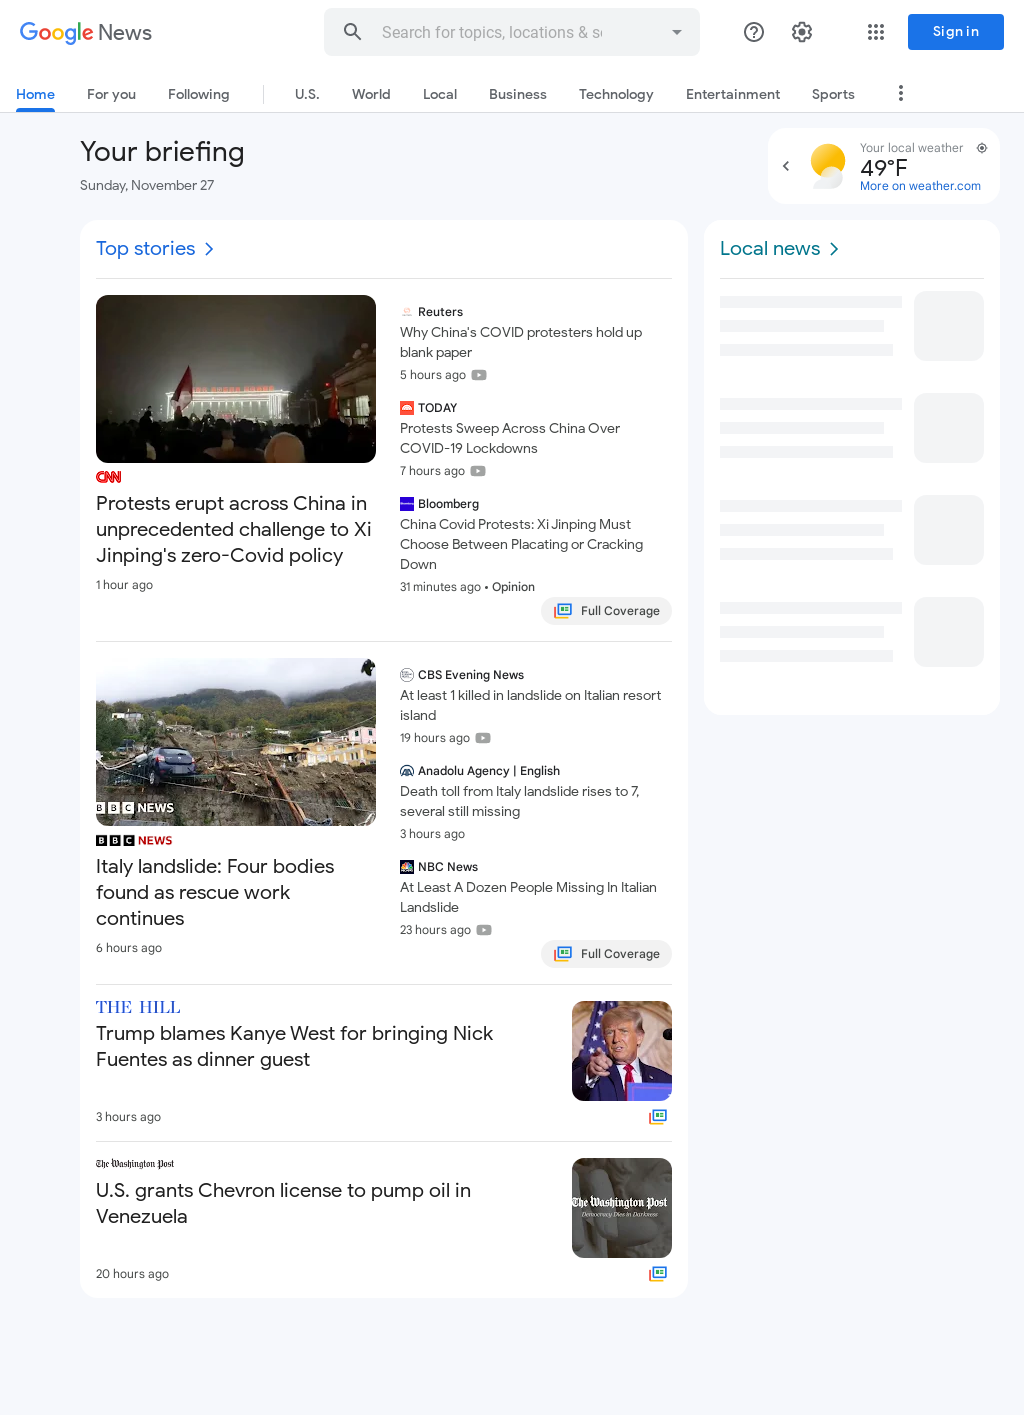 Google News
Search for topics, locations & s
Sign in
Home
For you
Following
U.S.
World
Local
Business
Technology
Entertainment
Sports
Your briefing
Sunday, November 27
Your local weather
49°F
More on weather.com
Top stories
Local news
CNN
Protests erupt across China in
unprecedented challenge to Xi
Jinping's zero-Covid policy
1 hour ago
Reuters
Why China's COVID protesters hold up
blank paper
5 hours ago
TODAY
Protests Sweep Across China Over
COVID-19 Lockdowns
7 hours ago
Bloomberg
China Covid Protests: Xi Jinping Must
Choose Between Placating or Cracking
Down
31 minutes ago • Opinion
Full Coverage
BBC NEWS
BBC NEWS
Italy landslide: Four bodies
found as rescue work
continues
6 hours ago
CBS Evening News
At least 1 killed in landslide on Italian resort
island
19 hours ago
Anadolu Agency | English
Death toll from Italy landslide rises to 7,
several still missing
3 hours ago
NBC News
At Least A Dozen People Missing In Italian
Landslide
23 hours ago
Full Coverage
THE HILL
Trump blames Kanye West for bringing Nick
Fuentes as dinner guest
3 hours ago
The Washington Post
U.S. grants Chevron license to pump oil in
Venezuela
20 hours ago
The Washington Post
Democracy Dies in Darkness